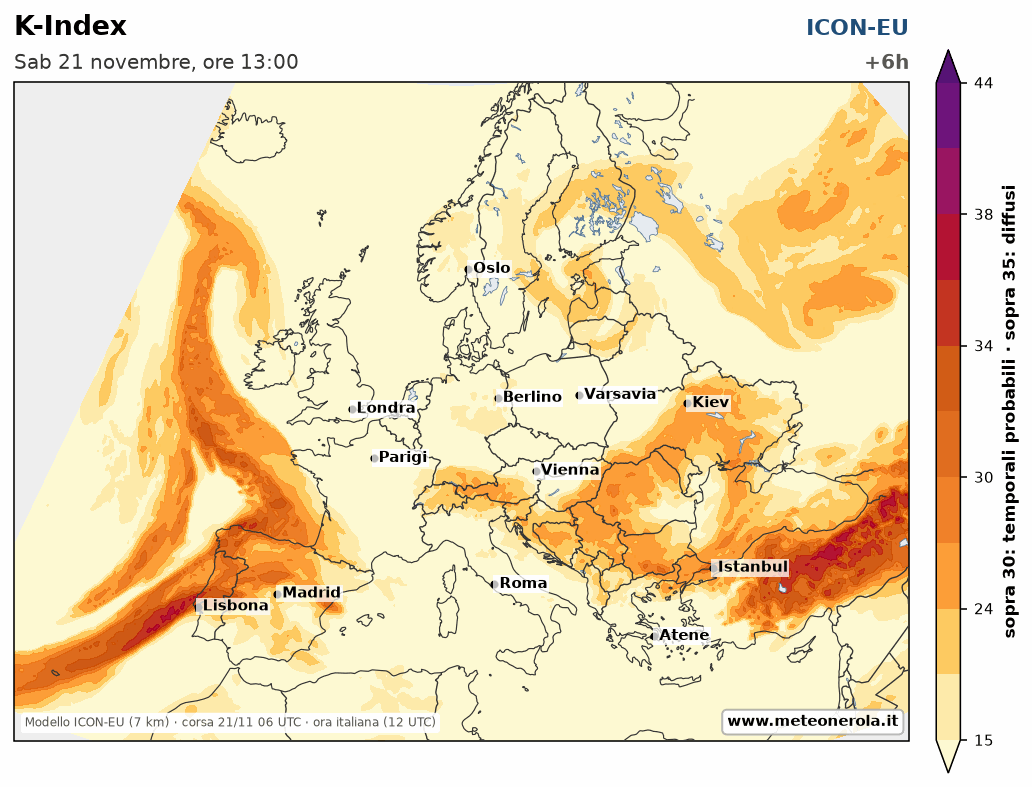 K-Index
ICON-EU
Sab 21 novembre, ore 13:00
+6h
44
38
34
30
24
15
sopra 30: temporali probabili · sopra 35: diffusi
Oslo
Berlino
Varsavia
Londra
Kiev
Parigi
Vienna
Istanbul
Roma
Madrid
Lisbona
Atene
Modello ICON-EU (7 km) · corsa 21/11 06 UTC · ora italiana (12 UTC)
www.meteonerola.it